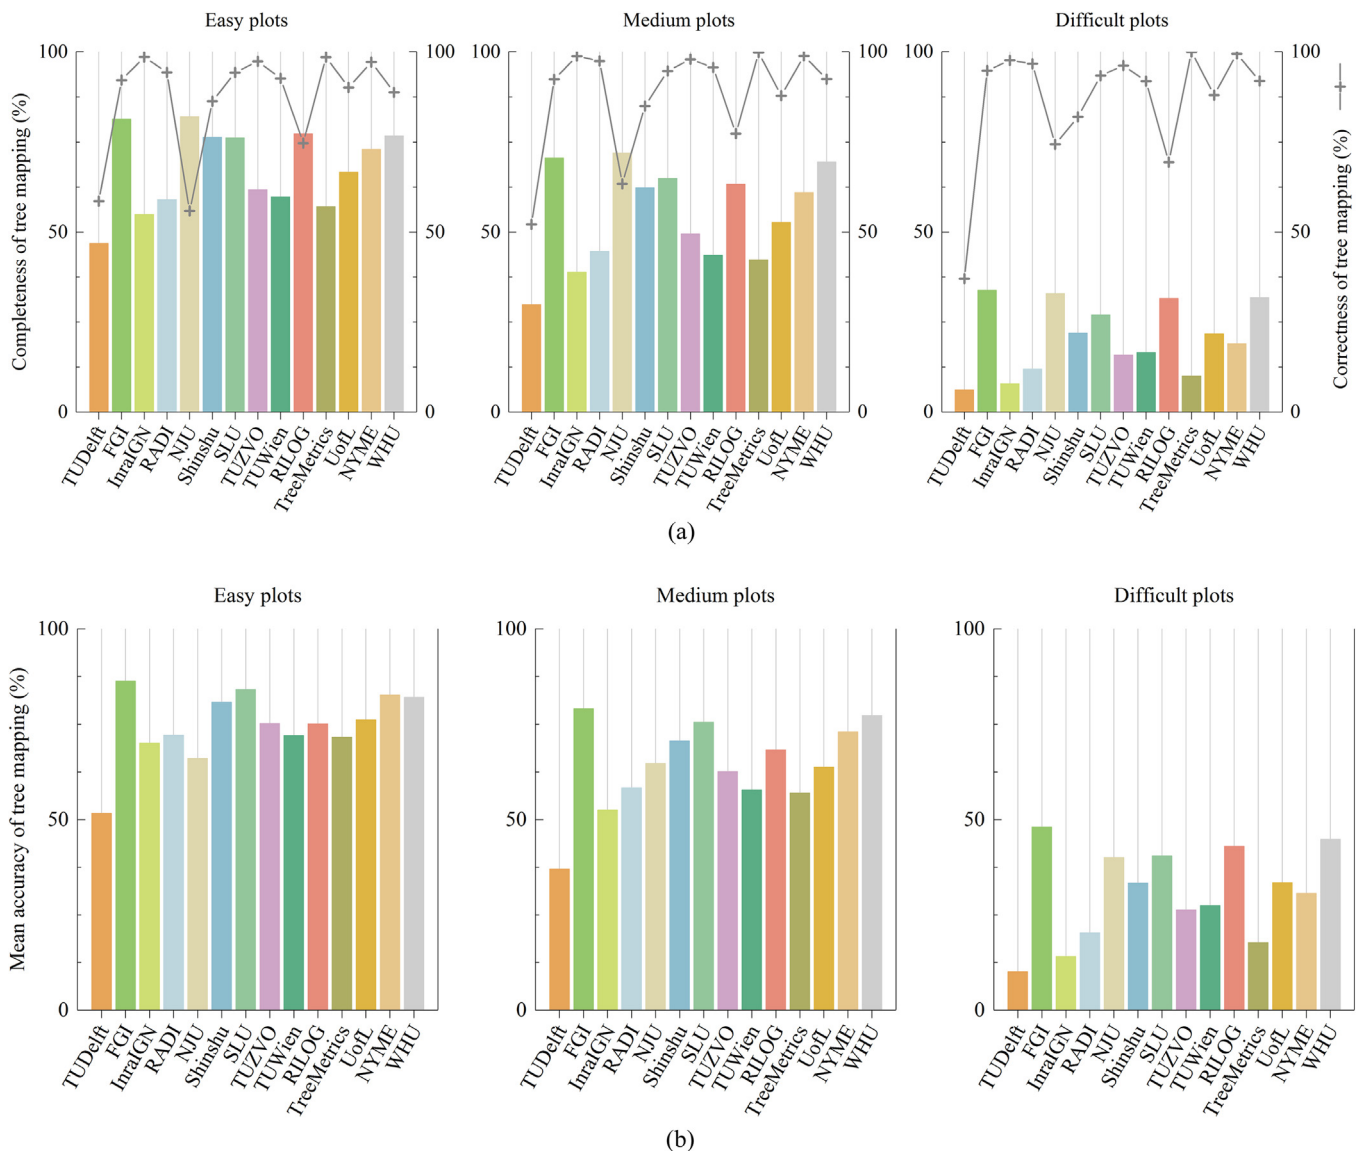 Easy plots
Medium plots
Difficult plots
Completeness of tree mapping (%)
100
50
0
100
50
0
100
50
0
100
50
0
100
50
0
100
50
0
Correctness of tree mapping (%)
TUDelft
FGI
InraIGN
RADI
NJU
Shinshu
SLU
TUZVO
TUWien
RILOG
TreeMetrics
UofL
NYME
WHU
TUDelft
FGI
InraIGN
RADI
NJU
Shinshu
SLU
TUZVO
TUWien
RILOG
TreeMetrics
UofL
NYME
WHU
TUDelft
FGI
InraIGN
RADI
NJU
Shinshu
SLU
TUZVO
TUWien
RILOG
TreeMetrics
UofL
NYME
WHU
(a)
Easy plots
Medium plots
Difficult plots
Mean accuracy of tree mapping (%)
100
50
0
100
50
0
100
50
0
TUDelft
FGI
InraIGN
RADI
NJU
Shinshu
SLU
TUZVO
TUWien
RILOG
TreeMetrics
UofL
NYME
WHU
TUDelft
FGI
InraIGN
RADI
NJU
Shinshu
SLU
TUZVO
TUWien
RILOG
TreeMetrics
UofL
NYME
WHU
TUDelft
FGI
InraIGN
RADI
NJU
Shinshu
SLU
TUZVO
TUWien
RILOG
TreeMetrics
UofL
NYME
WHU
(b)